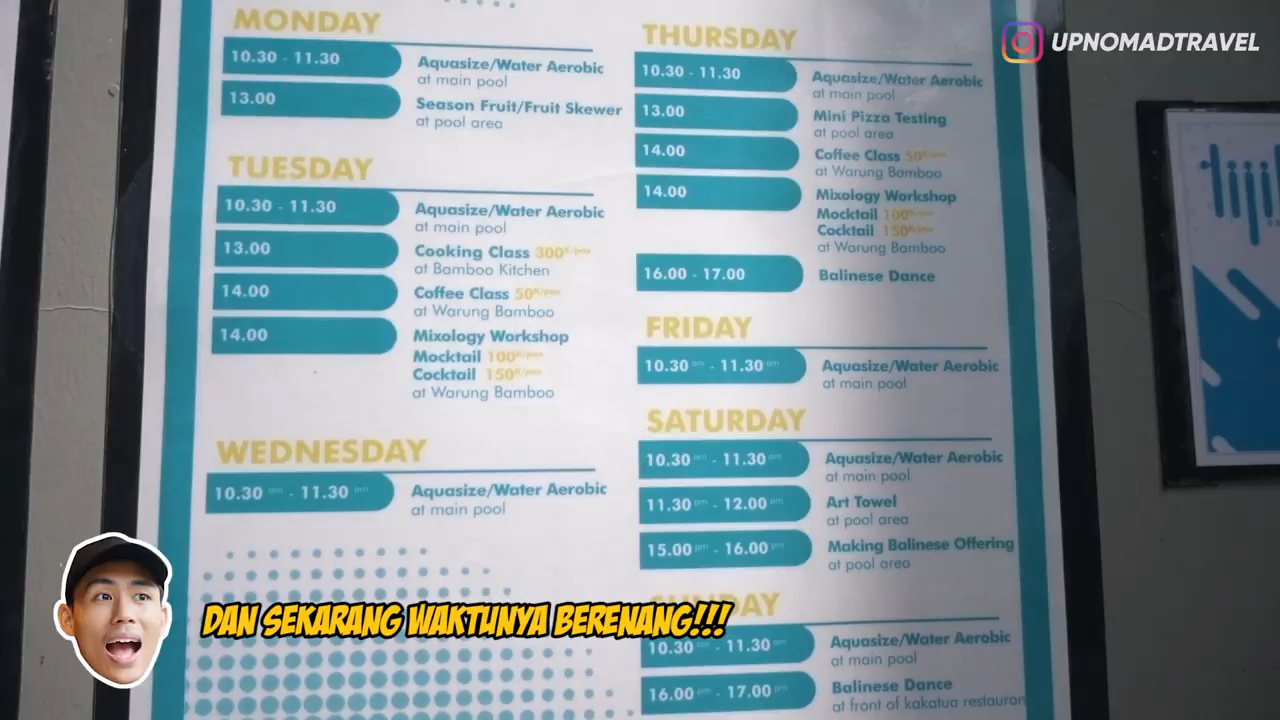 UPNOMADTRAVEL
MONDAY
10.30 - 11.30
Aquasize/Water Aerobic
at main pool
13.00
Season Fruit/Fruit Skewer
at pool area
TUESDAY
10.30 - 11.30
Aquasize/Water Aerobic
at main pool
13.00
Cooking Class 300K/pax
at Bamboo Kitchen
14.00
Coffee Class 50K/pax
at Warung Bamboo
14.00
Mixology Workshop
Mocktail 100K/pax
Cocktail 150K/pax
at Warung Bamboo
WEDNESDAY
10.30 am - 11.30 am
Aquasize/Water Aerobic
at main pool
THURSDAY
10.30 - 11.30
Aquasize/Water Aerobic
at main pool
13.00
Mini Pizza Testing
at pool area
14.00
Coffee Class 50K/pax
at Warung Bamboo
14.00
Mixology Workshop
Mocktail 100K/pax
Cocktail 150K/pax
at Warung Bamboo
16.00 - 17.00
Balinese Dance
FRIDAY
10.30 am - 11.30 am
Aquasize/Water Aerobic
at main pool
SATURDAY
10.30 am - 11.30 am
Aquasize/Water Aerobic
at main pool
11.30 pm - 12.00 pm
Art Towel
at pool area
15.00 pm - 16.00 pm
Making Balinese Offering
at pool area
SUNDAY
10.30 am - 11.30 am
Aquasize/Water Aerobic
at main pool
16.00 pm - 17.00 pm
Balinese Dance
at front of kakatua restauran
DAN SEKARANG WAKTUNYA BERENANG!!!